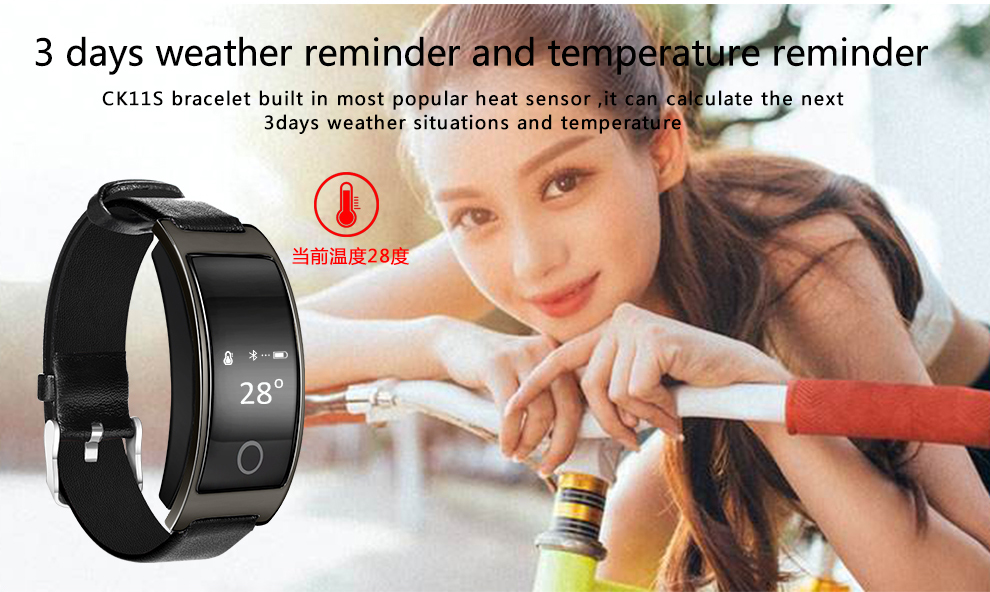 3 days weather reminder and temperature reminder
CK11S bracelet built in most popular heat sensor ,it can calculate the next
3days weather situations and temperature
当前温度28度
28°